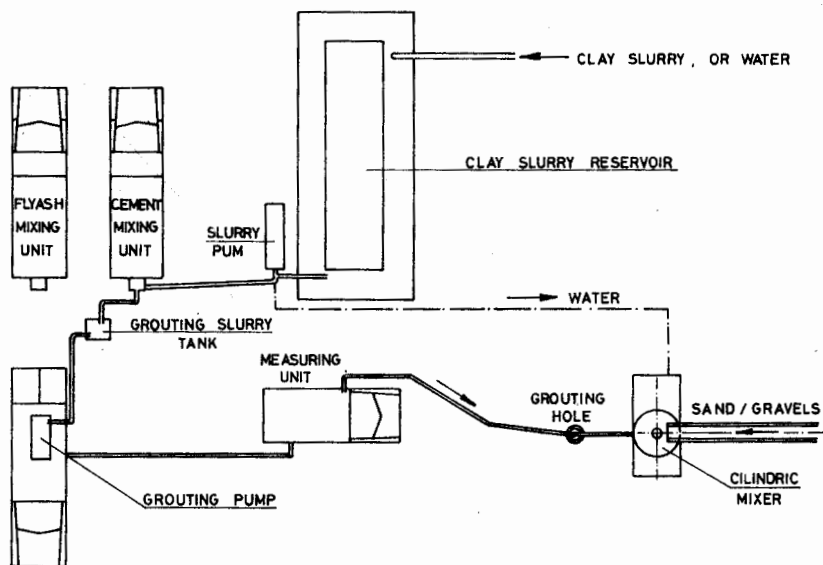 CLAY SLURRY, OR WATER
CLAY SLURRY RESERVOIR
FLYASH
MIXING
UNIT
CEMENT
MIXING
UNIT
SLURRY
PUM
WATER
GROUTING SLURRY
TANK
MEASURING
UNIT
GROUTING
HOLE
SAND / GRAVELS
CILINDRIC
MIXER
GROUTING PUMP